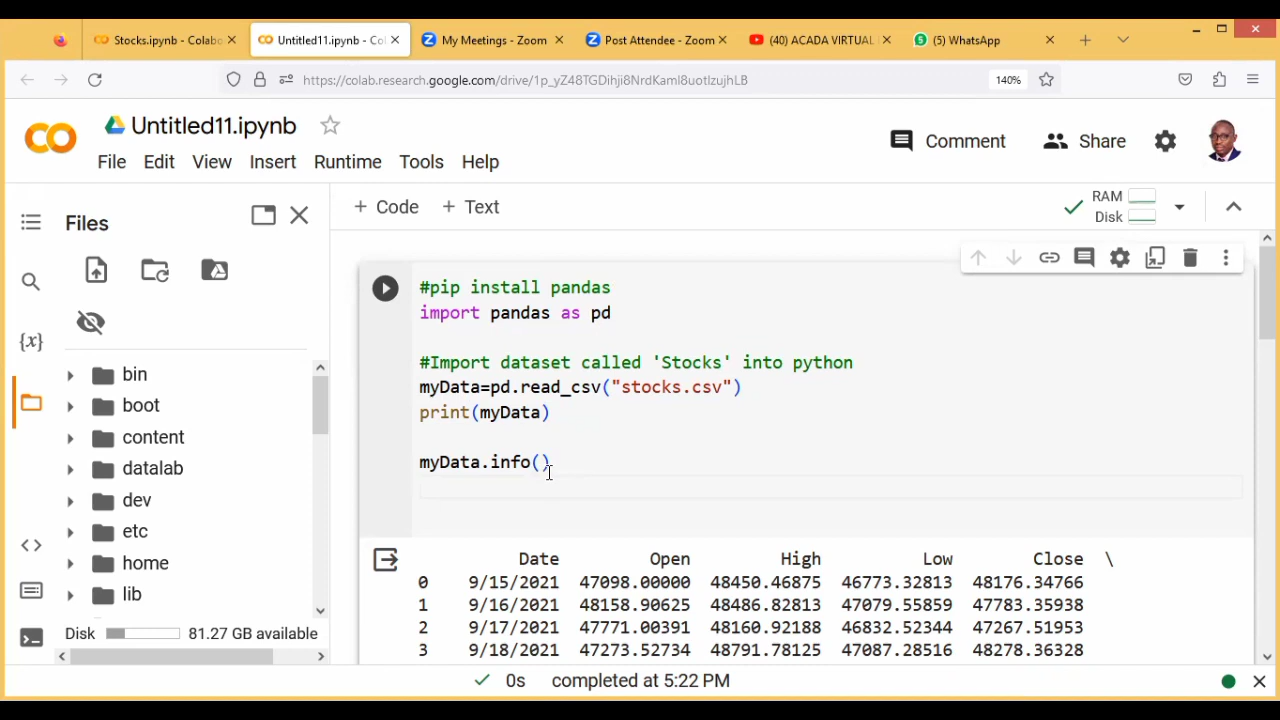 Stocks.ipynb - Colabo
Untitled11.ipynb - Col
My Meetings - Zoom
Post Attendee - Zoom
(40) ACADA VIRTUAL
(5) WhatsApp
https://colab.research.google.com/drive/1p_yZ48TGDihji8NrdKaml8uotlzujhLB
140%
Untitled11.ipynb
Comment
Share
File Edit View Insert Runtime Tools Help
Files
+ Code + Text
RAM
Disk
{x}
#pip install pandas
import pandas as pd
#Import dataset called 'Stocks' into python
myData=pd.read_csv("stocks.csv")
print(myData)
myData.info()
bin
boot
content
datalab
dev
etc
home
lib
Disk 81.27 GB available
Date Open High Low Close \
0 9/15/2021 47098.00000 48450.46875 46773.32813 48176.34766
1 9/16/2021 48158.90625 48486.82813 47079.55859 47783.35938
2 9/17/2021 47771.00391 48160.92188 46832.52344 47267.51953
3 9/18/2021 47273.52734 48791.78125 47087.28516 48278.36328
0s completed at 5:22 PM